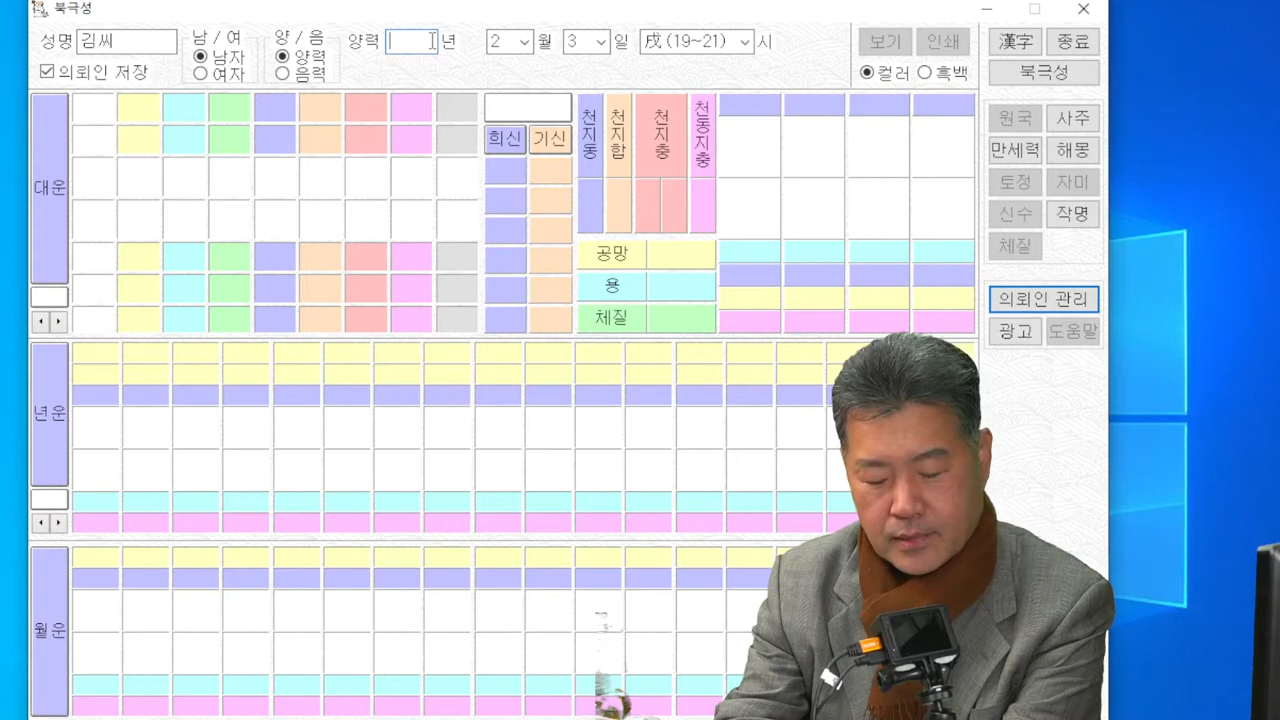 북극성
성명 김씨 남 / 여 양 / 음 양력 년 2 월 3 일 戌 (19~21) 시 보기 인쇄 漢字 종료
의뢰인 저장 남자 여자 양력 음력 컬러 흑백 북극성
대운 희신 기신 천지동 천지합 천지충 천동지충
공망
용
체질
원국 사주
만세력 해몽
토정 자미
신수 작명
체질
의뢰인 관리
광고 도움말
년운
월운